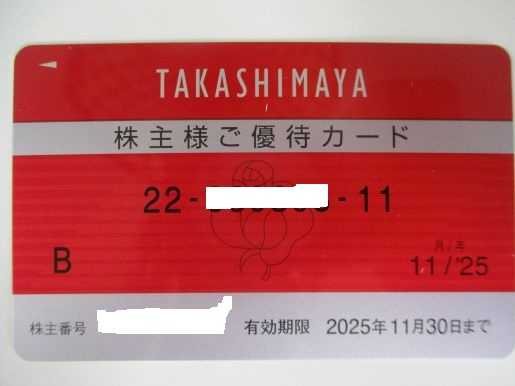 TAKASHIMAYA
株主様ご優待カード
22- -11
月/年
B 11/'25
株主番号 有効期限 2025年11月30日まで